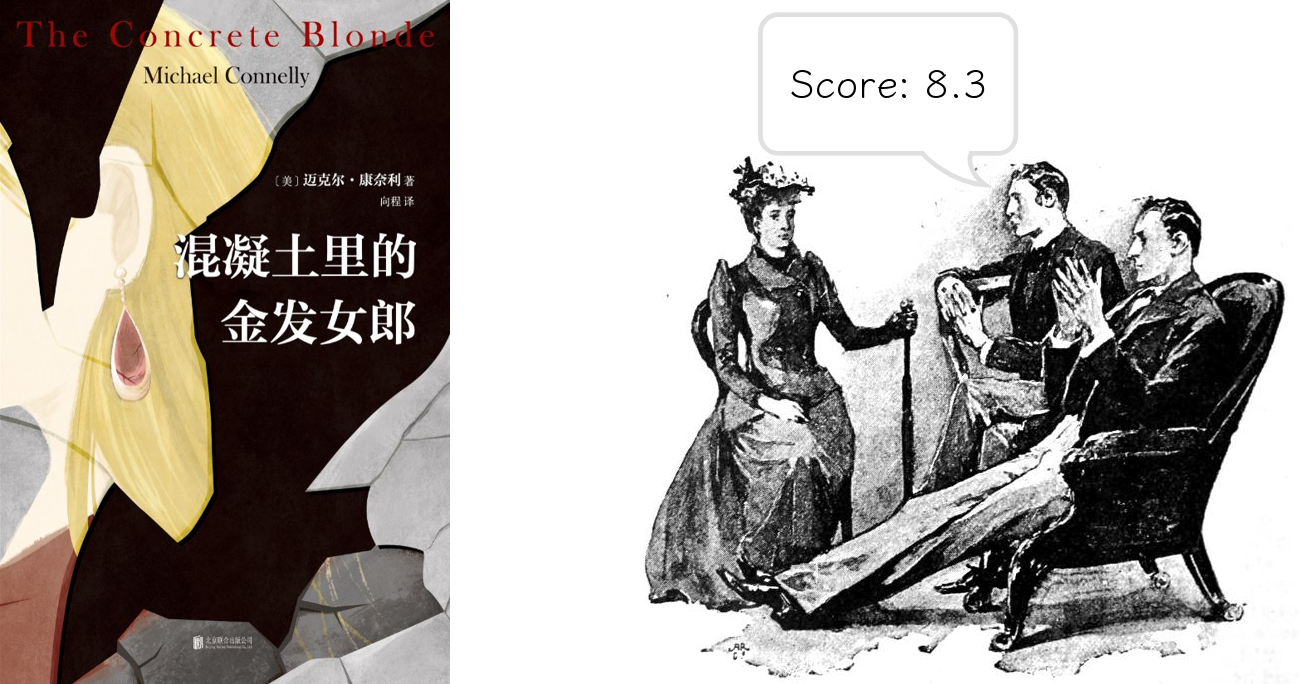 The Concrete Blonde
Michael Connelly
〔美〕迈克尔·康奈利 著
向程 译
混凝土里的
金发女郎
北京联合出版公司
Score: 8.3